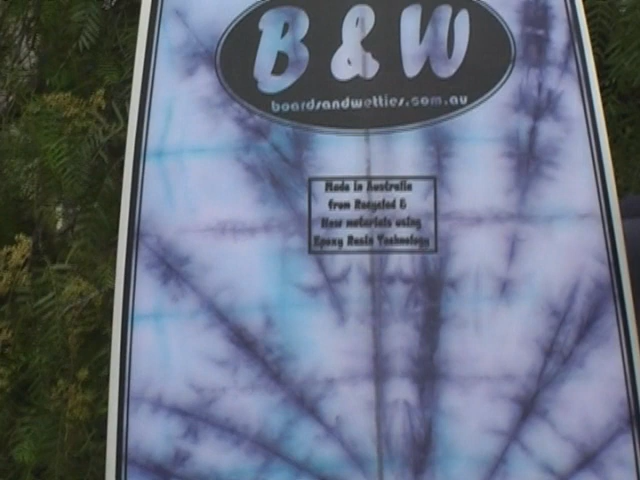 B & W
boardsandwetties.com.au
Made in Australia
from Recycled &
New materials using
Epoxy Resin Technology